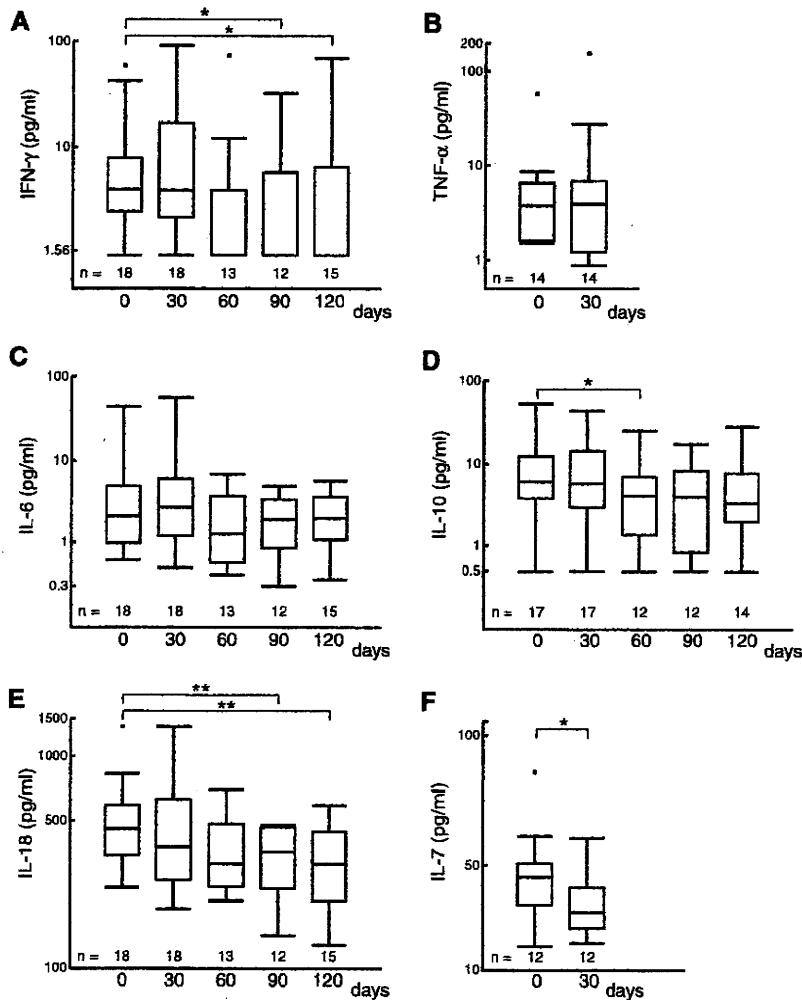 A
*
*
100
10
1.56
IFN-γ (pg/ml)
n = 18 18 13 12 15
0 30 60 90 120 days
B
200
100
10
1
TNF-α (pg/ml)
n = 14 14
0 30 days
C
100
10
1
0.3
IL-6 (pg/ml)
n = 18 18 13 12 15
0 30 60 90 120 days
D
*
100
10
1
0.5
IL-10 (pg/ml)
n = 17 17 12 12 14
0 30 60 90 120 days
E
**
**
1500
1000
500
100
IL-18 (pg/ml)
n = 18 18 13 12 15
0 30 60 90 120 days
F
*
100
50
10
IL-7 (pg/ml)
n = 12 12
0 30 days